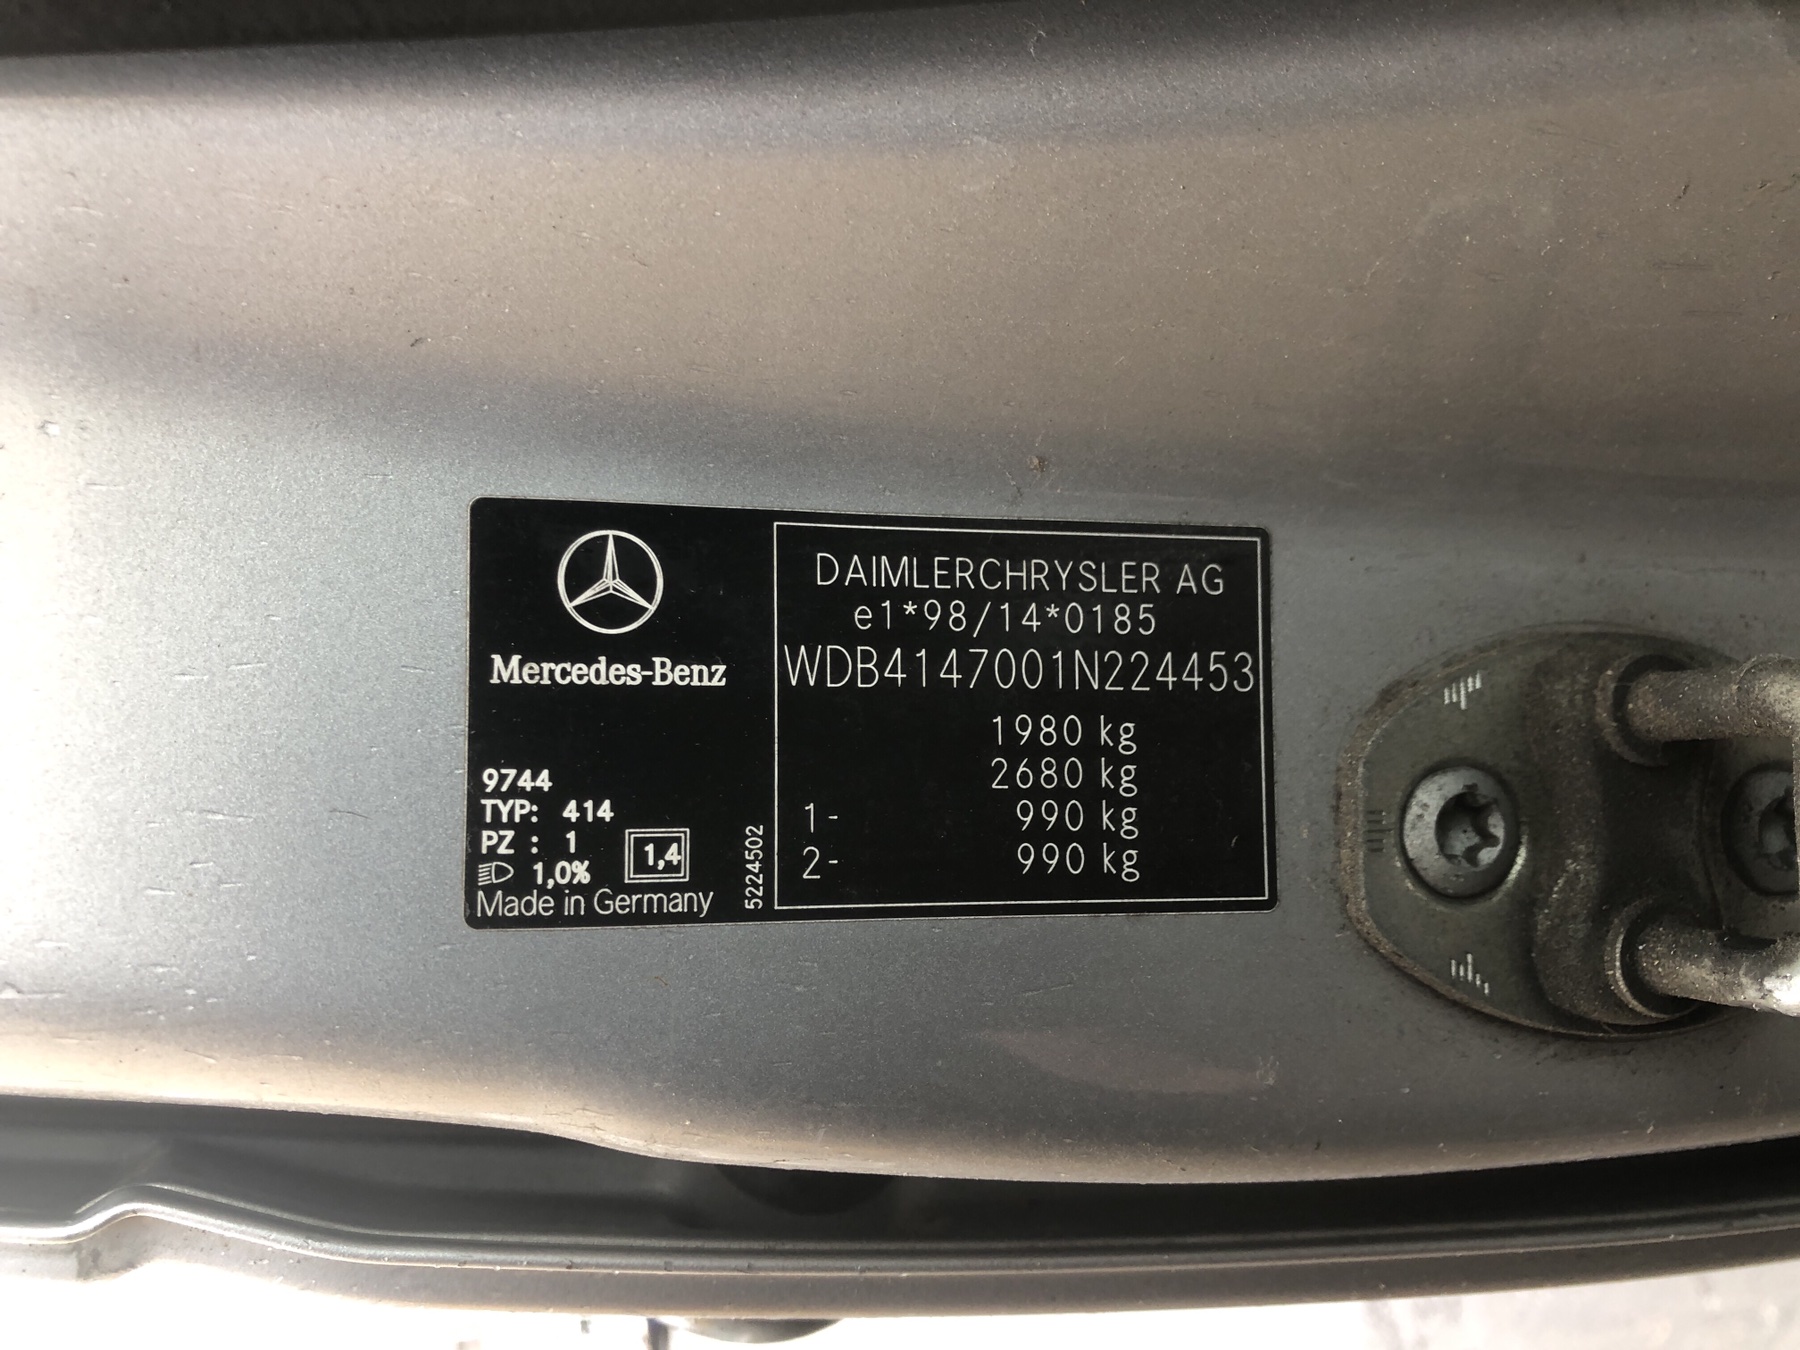 Mercedes-Benz
9744
TYP: 414
PZ : 1
1,0%
1,4
Made in Germany
5224502
DAIMLERCHRYSLER AG
e1*98/14*0185
WDB4147001N224453
1980 kg
2680 kg
1- 990 kg
2- 990 kg